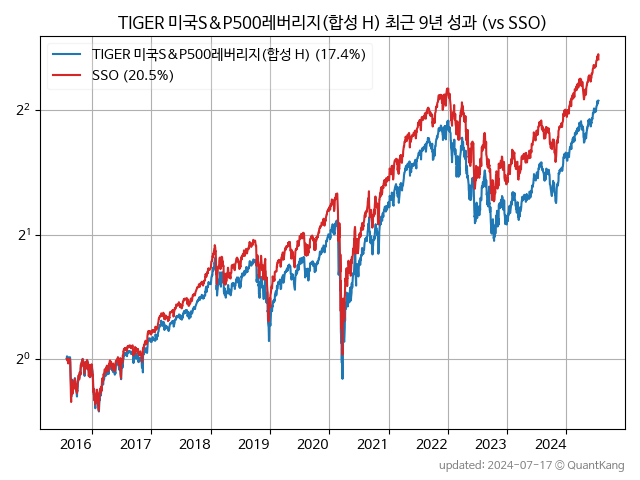 TIGER 미국S&P500레버리지(합성 H) 최근 9년 성과 (vs SSO)
TIGER 미국S&P500레버리지(합성 H) (17.4%)
SSO (20.5%)
2²
2¹
2⁰
2016 2017 2018 2019 2020 2021 2022 2023 2024
updated: 2024-07-17 © QuantKang